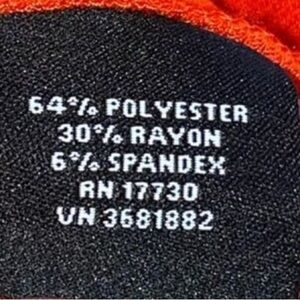 64% POLYESTER
30% RAYON
6% SPANDEX
RN 17730
VN 3681882